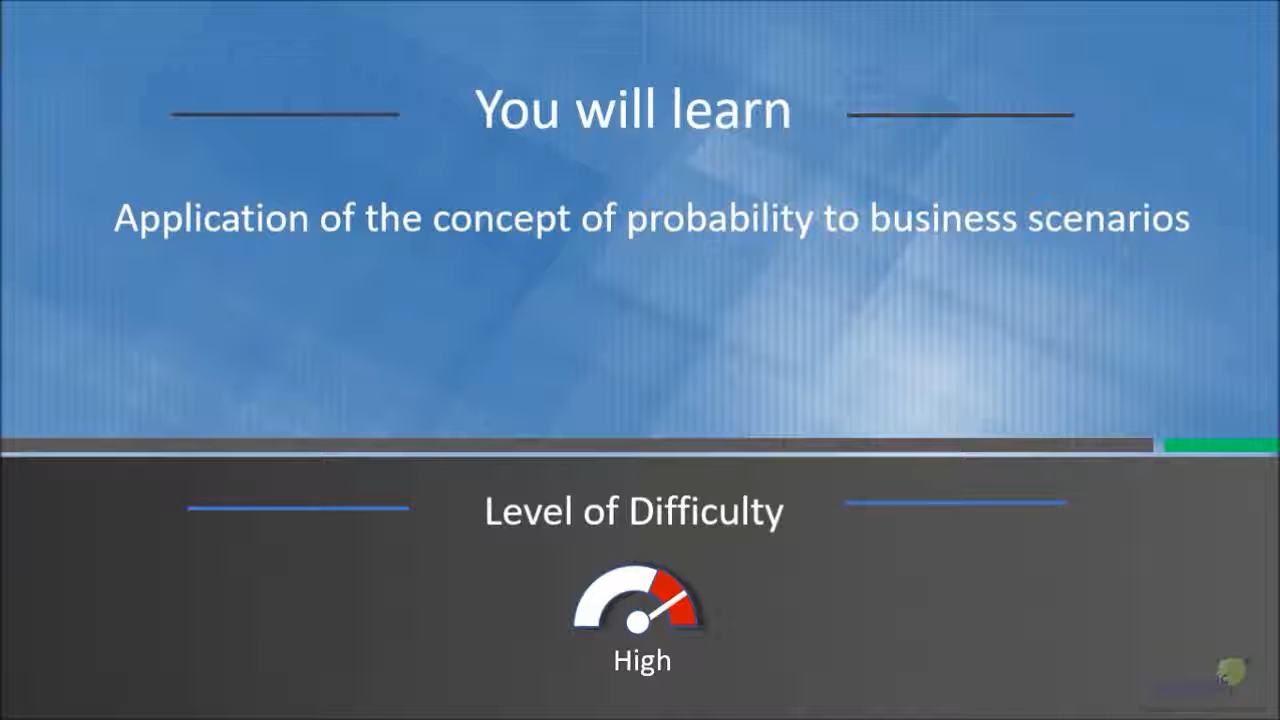 You will learn
Application of the concept of probability to business scenarios
Level of Difficulty
High